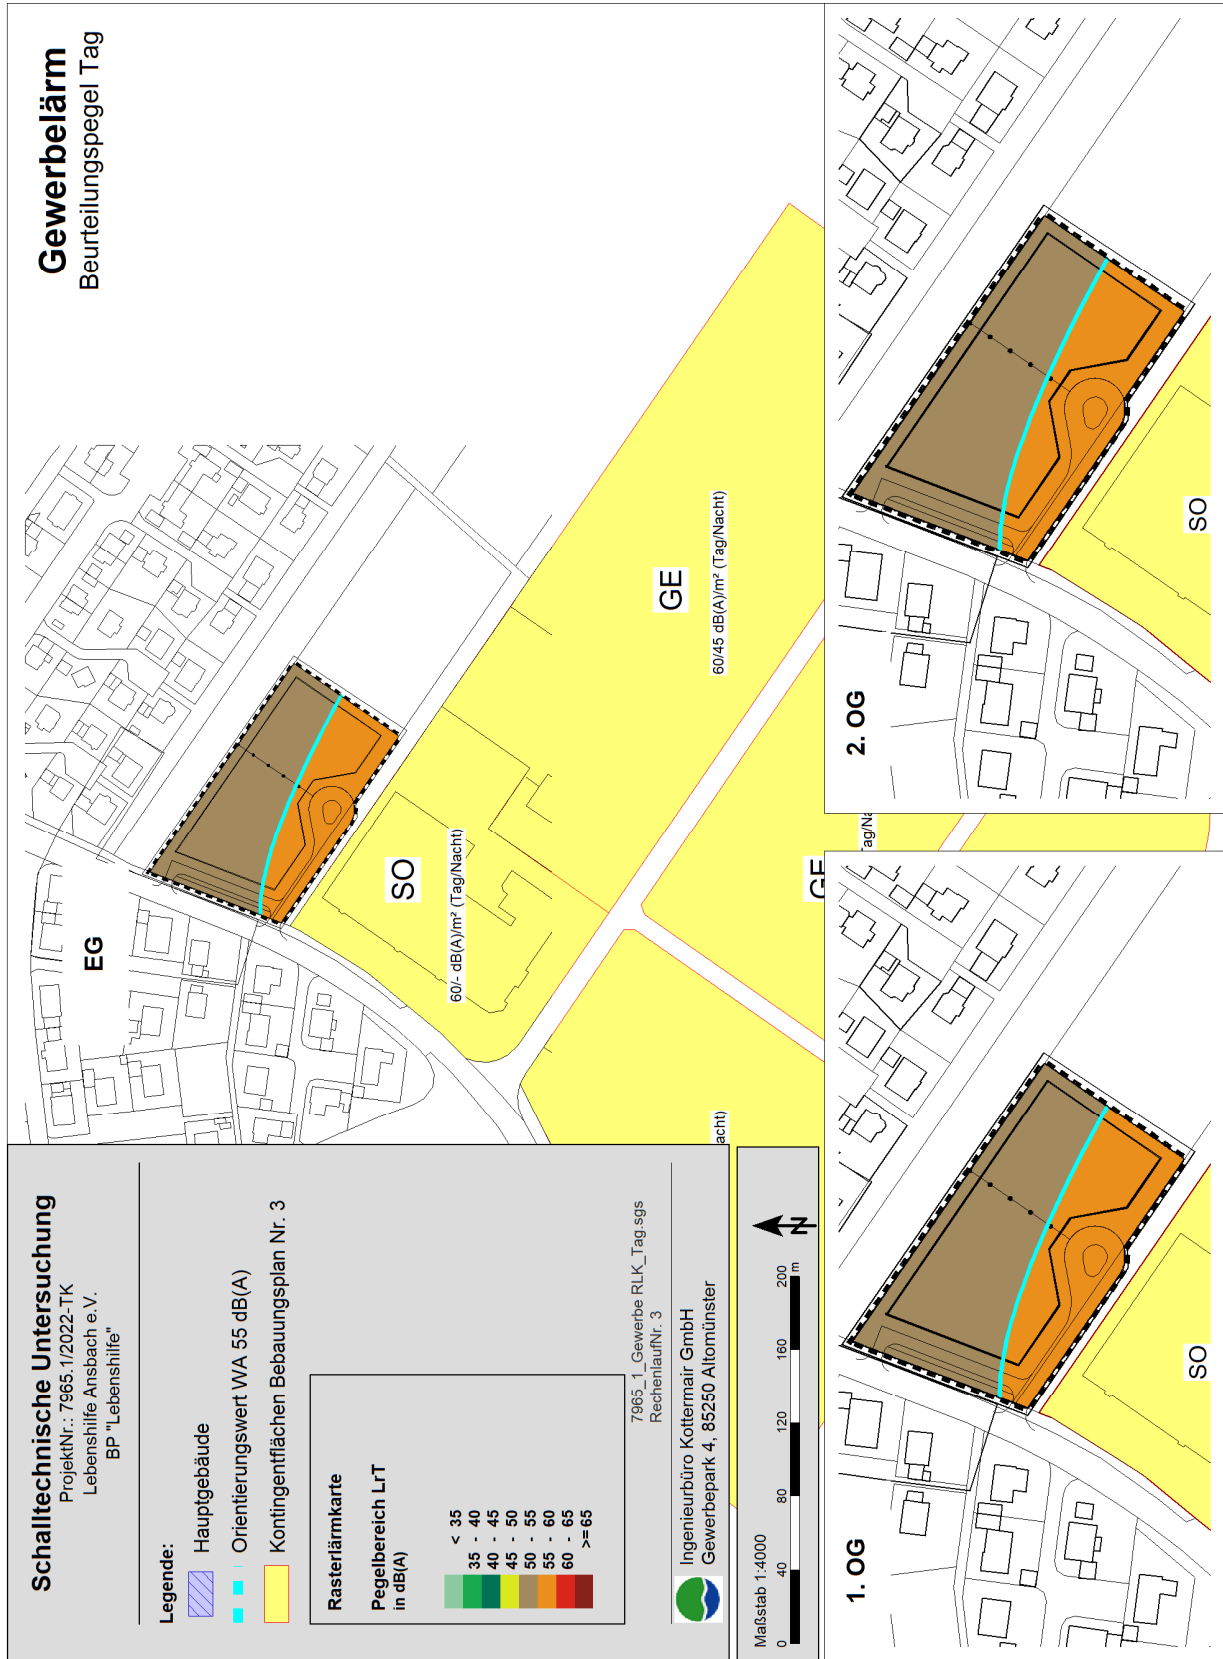 Gewerbelärm
Beurteilungspegel Tag
EG
SO
60/- dB(A)/m² (Tag/Nacht)
GE
60/45 dB(A)/m² (Tag/Nacht)
GE
Tag/Na
acht)
Schalltechnische Untersuchung
ProjektNr.: 7965.1/2022-TK
Lebenshilfe Ansbach e.V.
BP "Lebenshilfe"
Legende:
Hauptgebäude
Orientierungswert WA 55 dB(A)
Kontingentflächen Bebauungsplan Nr. 3
Rasterlärmkarte
Pegelbereich LrT
in dB(A)
< 35
35 - 40
40 - 45
45 - 50
50 - 55
55 - 60
60 - 65
>=65
7965_1_Gewerbe RLK_Tag.sgs
RechenlaufNr. 3
Ingenieurbüro Kottermair GmbH
Gewerbepark 4, 85250 Altomünster
Maßstab 1:4000
0 40 80 120 160 200 m
N
1. OG
SO
2. OG
SO